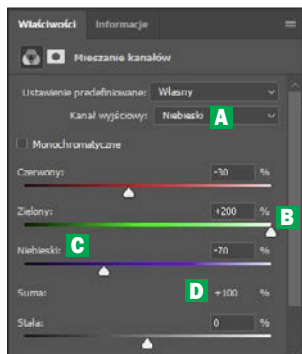 Właściwości Informacje
Mieszanie kanałów
Ustawienie predefiniowane: Własny
Kanał wyjściowy: Niebieski A
Monochromatyczne
Czerwony: -30 %
Zielony: +200 % B
Niebieski: C -70 %
Suma: D +100 %
Stała: 0 %